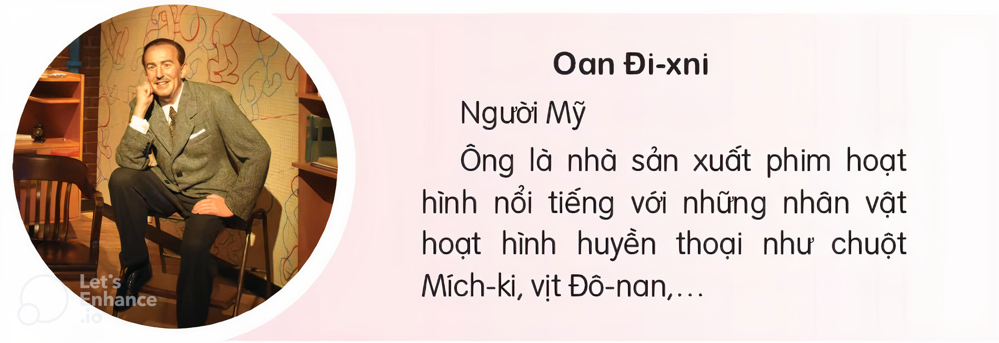 Oan Đi-xni
Người Mỹ
Ông là nhà sản xuất phim hoạt
hình nổi tiếng với những nhân vật
hoạt hình huyền thoại như chuột
Mích-ki, vịt Đô-nan,...
Let's
Enhance
.io